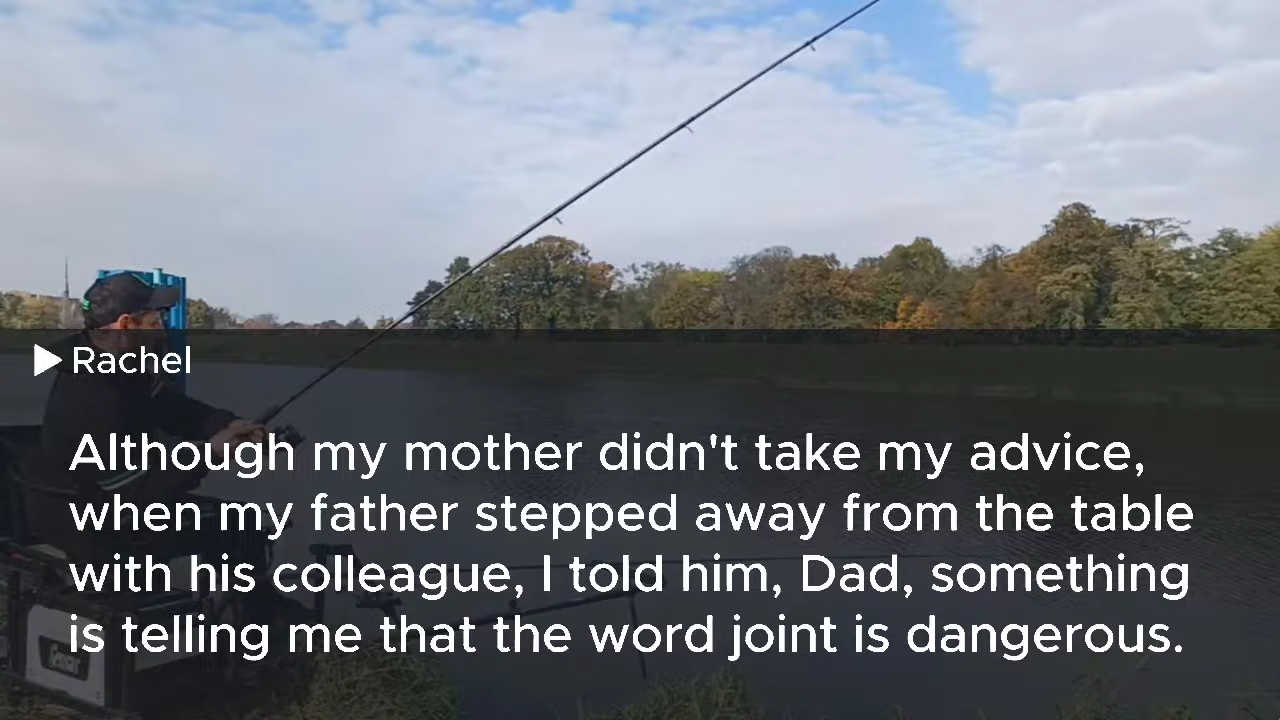 Rachel
Although my mother didn't take my advice,
when my father stepped away from the table
with his colleague, I told him, Dad, something
is telling me that the word joint is dangerous.